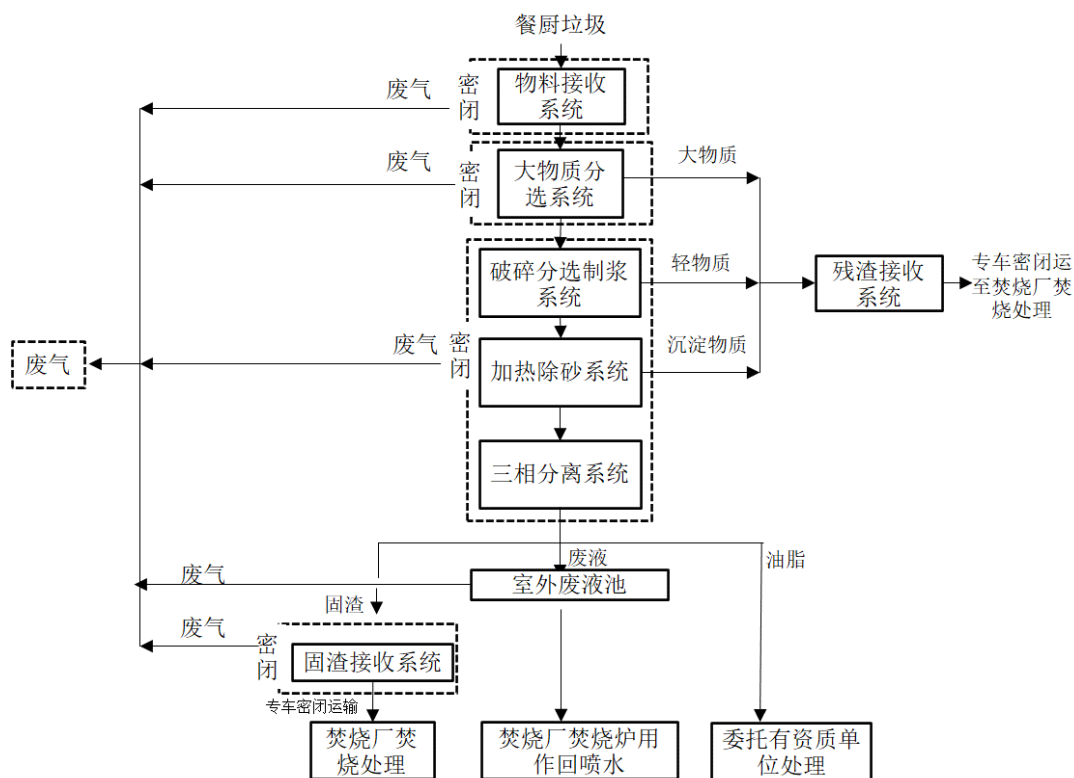 餐厨垃圾
物料接收
系统
密
闭
废气
大物质分
选系统
密
闭
废气
大物质
破碎分选制浆
系统
轻物质
残渣接收
系统
专车密闭运
至焚烧厂焚
烧处理
加热除砂系统
密
闭
废气
沉淀物质
废气
三相分离系统
废液
油脂
室外废液池
废气
固渣
废气
密
闭
固渣接收系统
专车密闭运输
焚烧厂焚
烧处理
焚烧厂焚烧炉用
作回喷水
委托有资质单
位处理